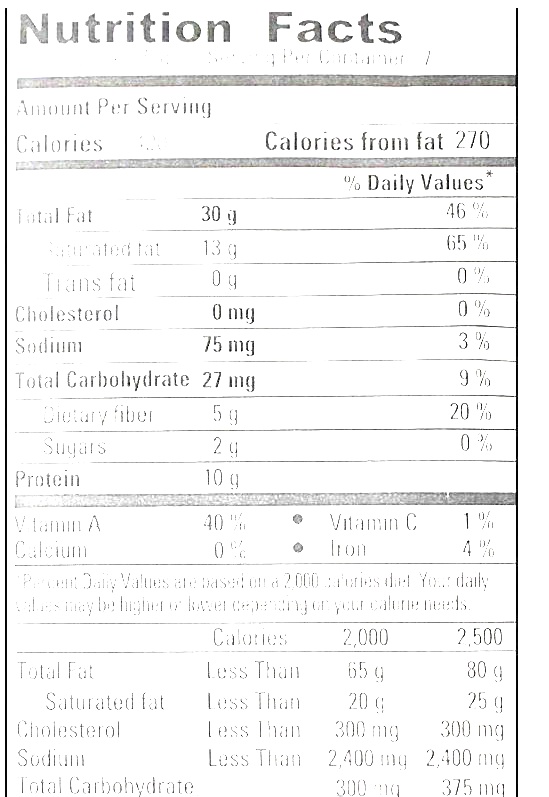 Nutrition Facts
Serving Per Container 7
Amount Per Serving
Calories Calories from fat 270
% Daily Values*
Total Fat 30 g 46 %
Saturated fat 13 g 65 %
Trans fat 0 g 0 %
Cholesterol 0 mg 0 %
Sodium 75 mg 3 %
Total Carbohydrate 27 mg 9 %
Dietary fiber 5 g 20 %
Sugars 2 g 0 %
Protein 10 g
Vitamin A 40 % • Vitamin C 1 %
Calcium 0 % • Iron 4 %
*Percent Daily Values are based on a 2,000 calories diet. Your daily
values may be higher or lower depending on your calorie needs.
Calories 2,000 2,500
Total Fat Less Than 65 g 80 g
Saturated fat Less Than 20 g 25 g
Cholesterol Less Than 300 mg 300 mg
Sodium Less Than 2,400 mg 2,400 mg
Total Carbohydrate 300 mg 375 mg